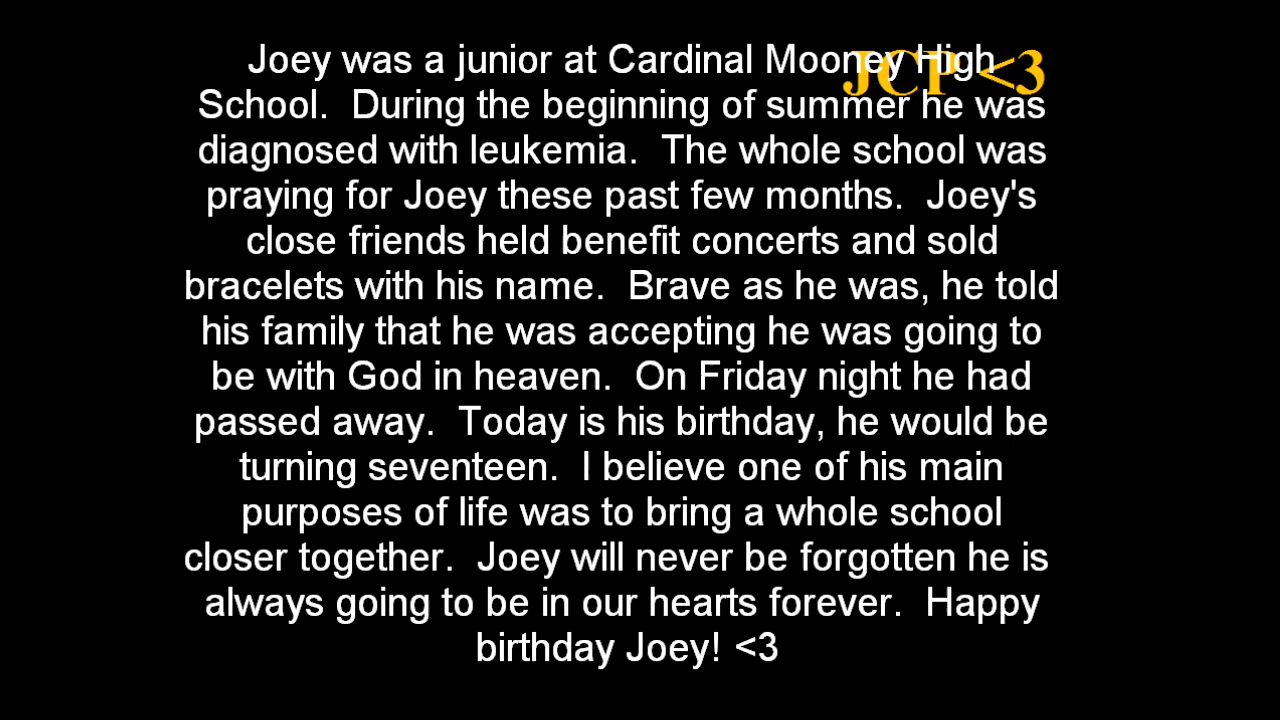 JCP <3
Joey was a junior at Cardinal Mooney High
School.  During the beginning of summer he was
diagnosed with leukemia.  The whole school was
praying for Joey these past few months.  Joey's
close friends held benefit concerts and sold
bracelets with his name.  Brave as he was, he told
his family that he was accepting he was going to
be with God in heaven.  On Friday night he had
passed away.  Today is his birthday, he would be
turning seventeen.  I believe one of his main
purposes of life was to bring a whole school
closer together.  Joey will never be forgotten he is
always going to be in our hearts forever.  Happy
birthday Joey! <3